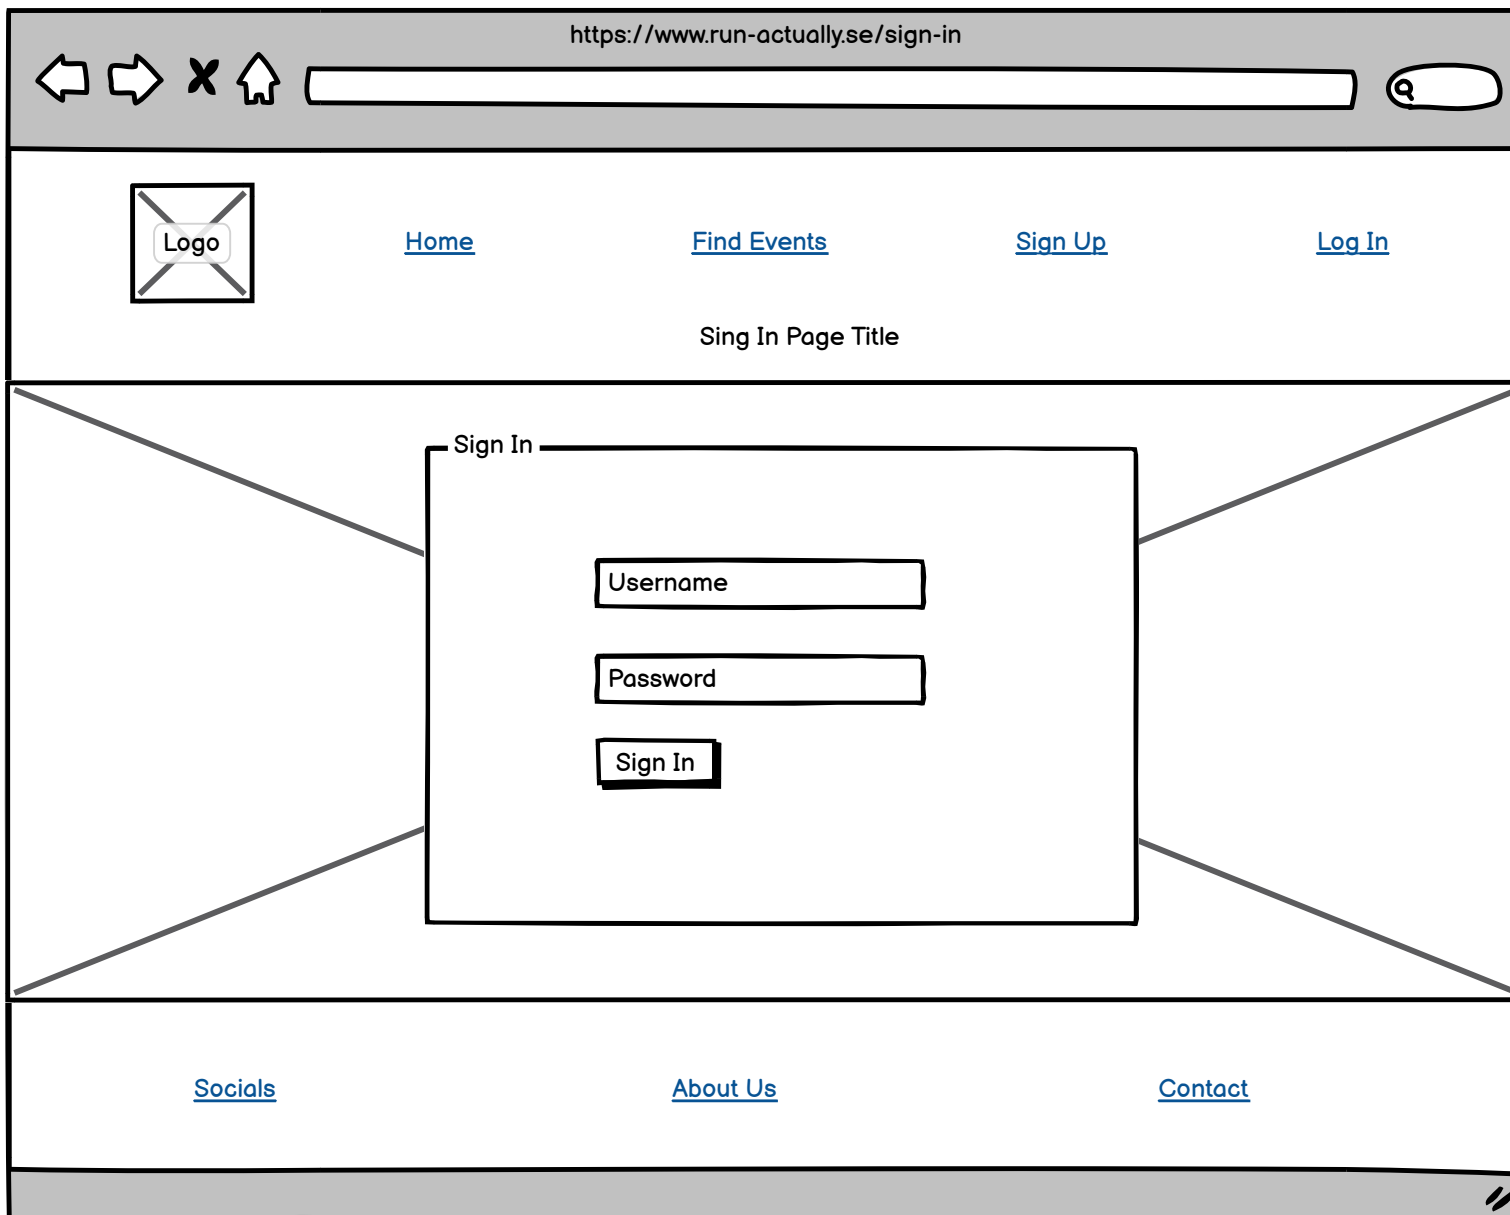 https://www.run-actually.se/sign-in
Logo
Home
Find Events
Sign Up
Log In
Sing In Page Title
Sign In
Username
Password
Sign In
Socials
About Us
Contact